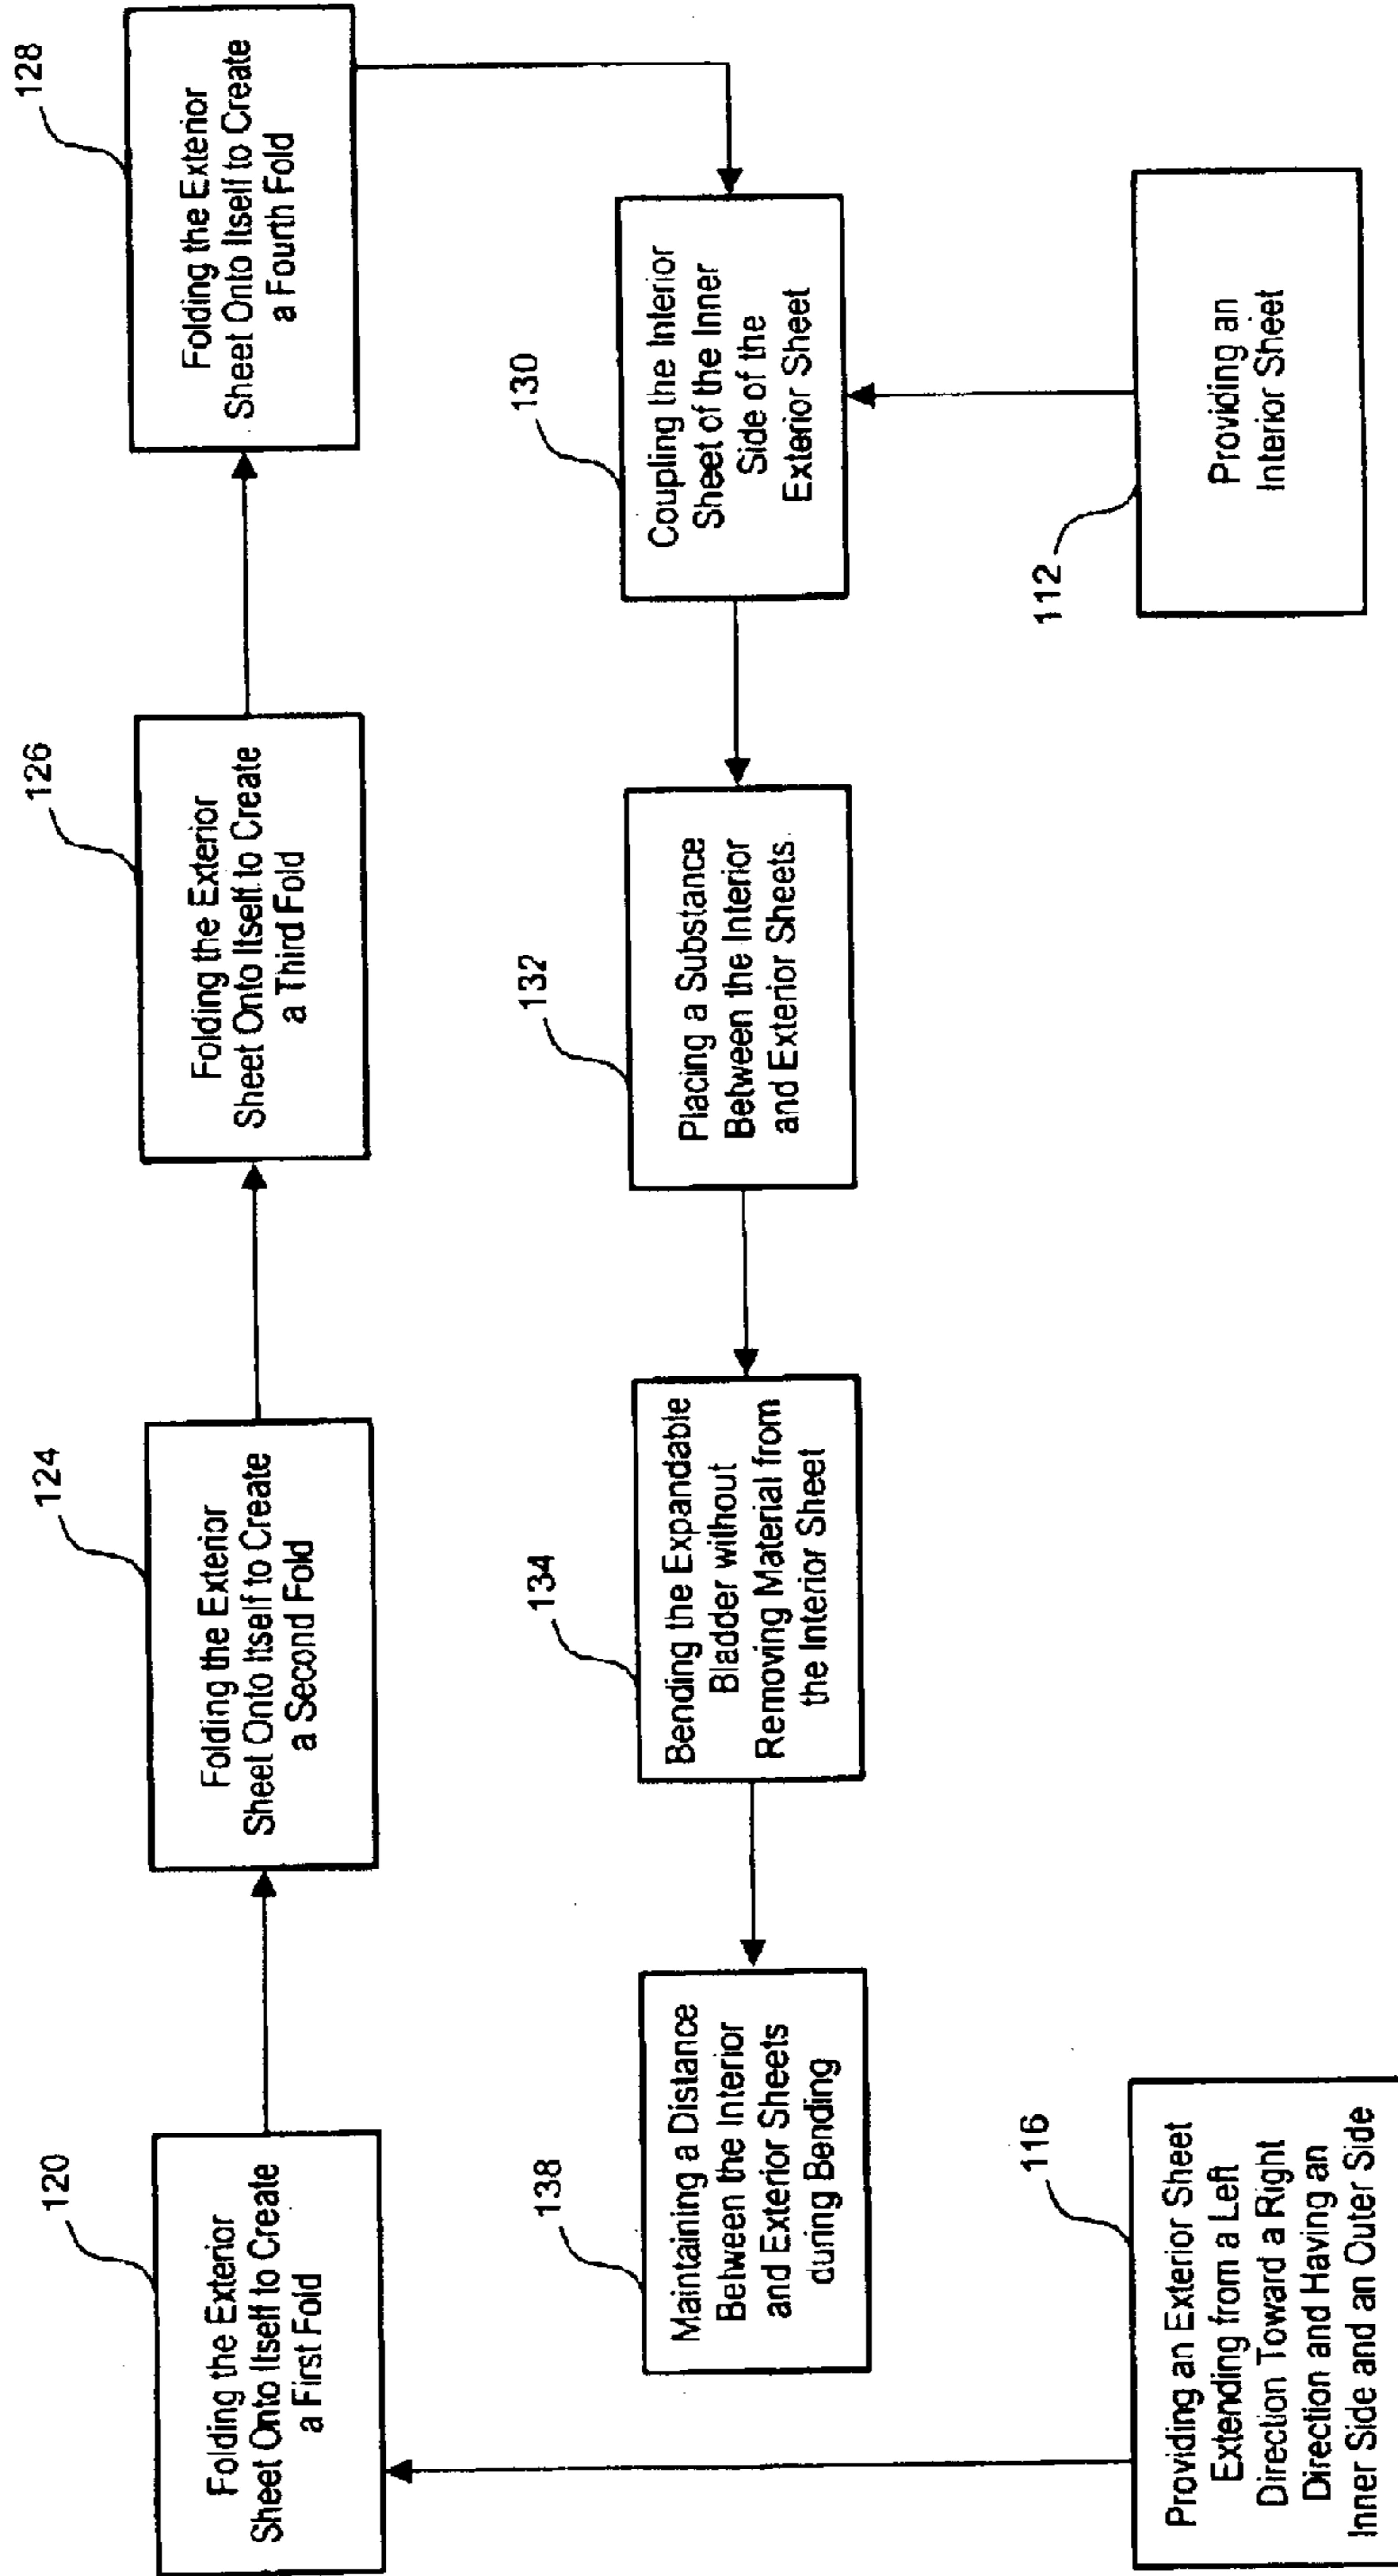 120
Folding the Exterior
Sheet Onto Itself to Create
a First Fold
124
Folding the Exterior
Sheet Onto Itself to Create
a Second Fold
126
Folding the Exterior
Sheet Onto Itself to Create
a Third Fold
128
Folding the Exterior
Sheet Onto Itself to Create
a Fourth Fold
138
Maintaining a Distance
Between the Interior
and Exterior Sheets
during Bending
134
Bending the Expandable
Bladder without
Removing Material from
the Interior Sheet
132
Placing a Substance
Between the Interior
and Exterior Sheets
130
Coupling the Interior
Sheet of the Inner
Side of the
Exterior Sheet
116
Providing an Exterior Sheet
Extending from a Left
Direction Toward a Right
Direction and Having an
Inner Side and an Outer Side
112
Providing an
Interior Sheet